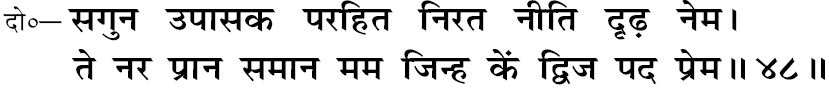 दो०— सगुन उपासक परहित निरत नीति दृढ़ नेम।
ते नर प्रान समान मम जिन्ह कें द्विज पद प्रेम॥ ४८॥